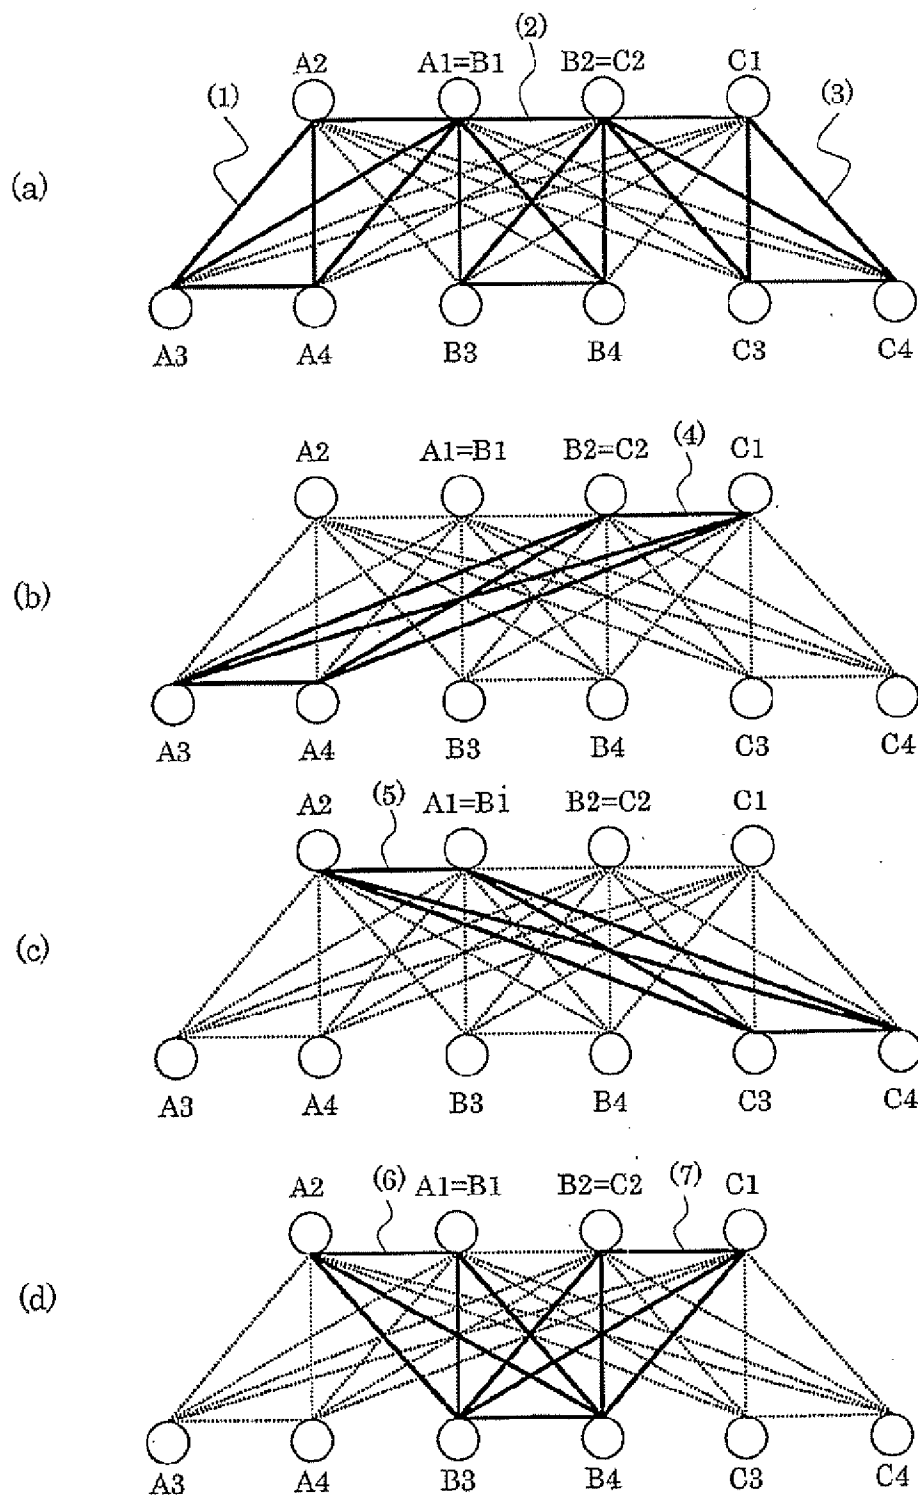 (2)
A2 A1=B1 B2=C2 C1
(1) (3)
(a)
A3 A4 B3 B4 C3 C4
(4)
A2 A1=B1 B2=C2 C1
(b)
A3 A4 B3 B4 C3 C4
(5)
A2 A1=Bi B2=C2 C1
(c)
A3 A4 B3 B4 C3 C4
(6) (7)
A2 A1=B1 B2=C2 C1
(d)
A3 A4 B3 B4 C3 C4